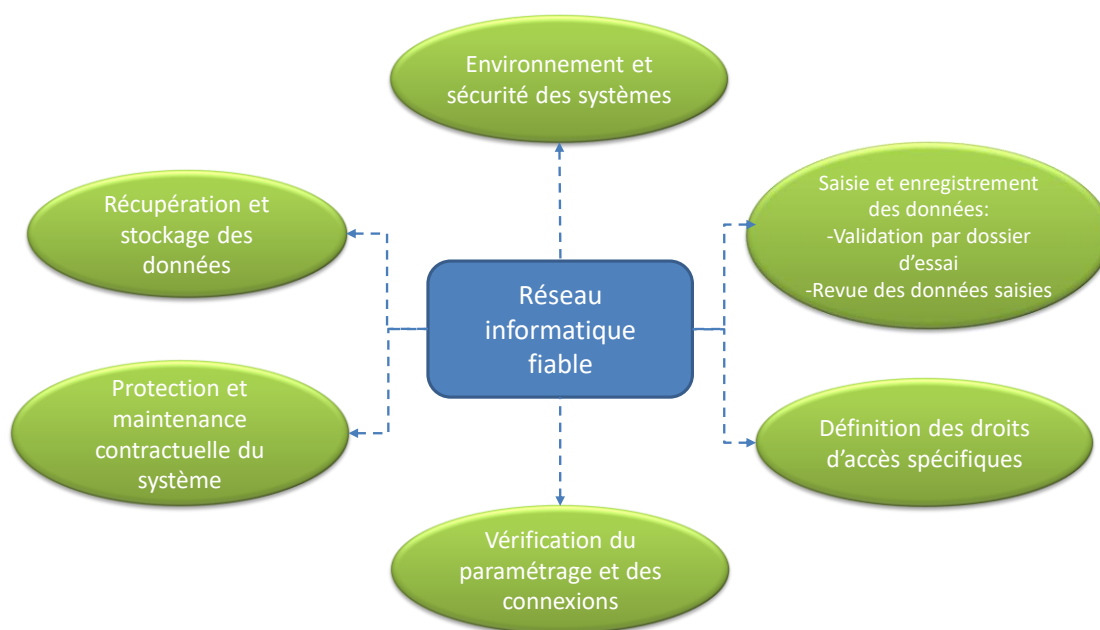 Environnement et
sécurité des systèmes
Récupération et
stockage des
données
Saisie et enregistrement
des données:
-Validation par dossier
d’essai
-Revue des données saisies
Réseau
informatique
fiable
Protection et
maintenance
contractuelle du
système
Définition des droits
d’accès spécifiques
Vérification du
paramétrage et des
connexions